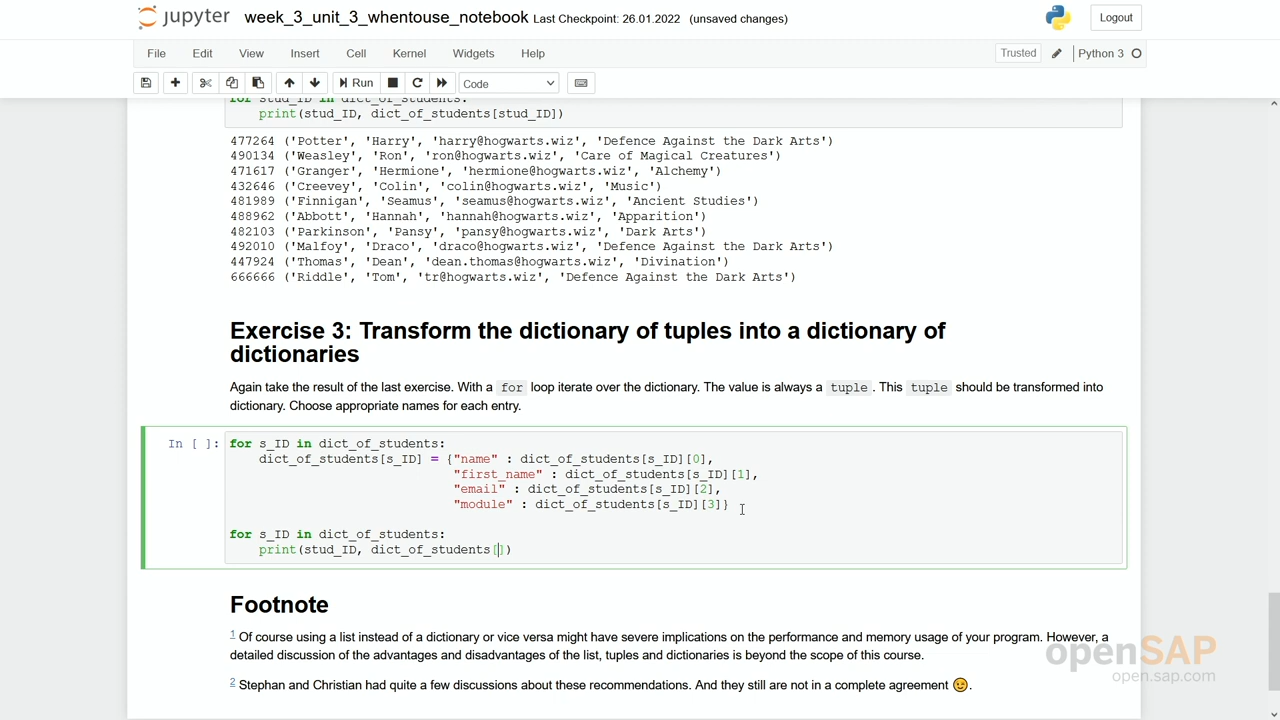 jupyter week_3_unit_3_whentouse_notebook Last Checkpoint: 26.01.2022 (unsaved changes)
Logout
File Edit View Insert Cell Kernel Widgets Help
Trusted Python 3
Run Code
for stud_ID in dict_of_students:
print(stud_ID, dict_of_students[stud_ID])
477264 ('Potter', 'Harry', 'harry@hogwarts.wiz', 'Defence Against the Dark Arts')
490134 ('Weasley', 'Ron', 'ron@hogwarts.wiz', 'Care of Magical Creatures')
471617 ('Granger', 'Hermione', 'hermione@hogwarts.wiz', 'Alchemy')
432646 ('Creevey', 'Colin', 'colin@hogwarts.wiz', 'Music')
481989 ('Finnigan', 'Seamus', 'seamus@hogwarts.wiz', 'Ancient Studies')
488962 ('Abbott', 'Hannah', 'hannah@hogwarts.wiz', 'Apparition')
482103 ('Parkinson', 'Pansy', 'pansy@hogwarts.wiz', 'Dark Arts')
492010 ('Malfoy', 'Draco', 'draco@hogwarts.wiz', 'Defence Against the Dark Arts')
447924 ('Thomas', 'Dean', 'dean.thomas@hogwarts.wiz', 'Divination')
666666 ('Riddle', 'Tom', 'tr@hogwarts.wiz', 'Defence Against the Dark Arts')
Exercise 3: Transform the dictionary of tuples into a dictionary of
dictionaries
Again take the result of the last exercise. With a for loop iterate over the dictionary. The value is always a tuple. This tuple should be transformed into
dictionary. Choose appropriate names for each entry.
In [ ]: for s_ID in dict_of_students:
dict_of_students[s_ID] = {"name" : dict_of_students[s_ID][0],
"first_name" : dict_of_students[s_ID][1],
"email" : dict_of_students[s_ID][2],
"module" : dict_of_students[s_ID][3]}
for s_ID in dict_of_students:
print(stud_ID, dict_of_students[])
Footnote
1 Of course using a list instead of a dictionary or vice versa might have severe implications on the performance and memory usage of your program. However, a
detailed discussion of the advantages and disadvantages of the list, tuples and dictionaries is beyond the scope of this course.
2 Stephan and Christian had quite a few discussions about these recommendations. And they still are not in a complete agreement 😉.
openSAP
open.sap.com